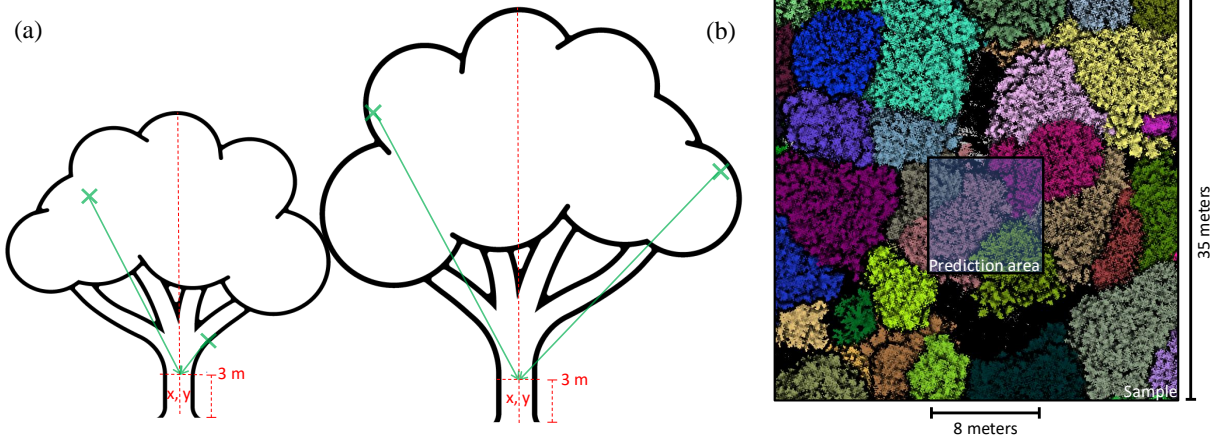 (a)
3 m
x, y
3 m
x, y
(b)
Prediction area
Sample
35 meters
8 meters